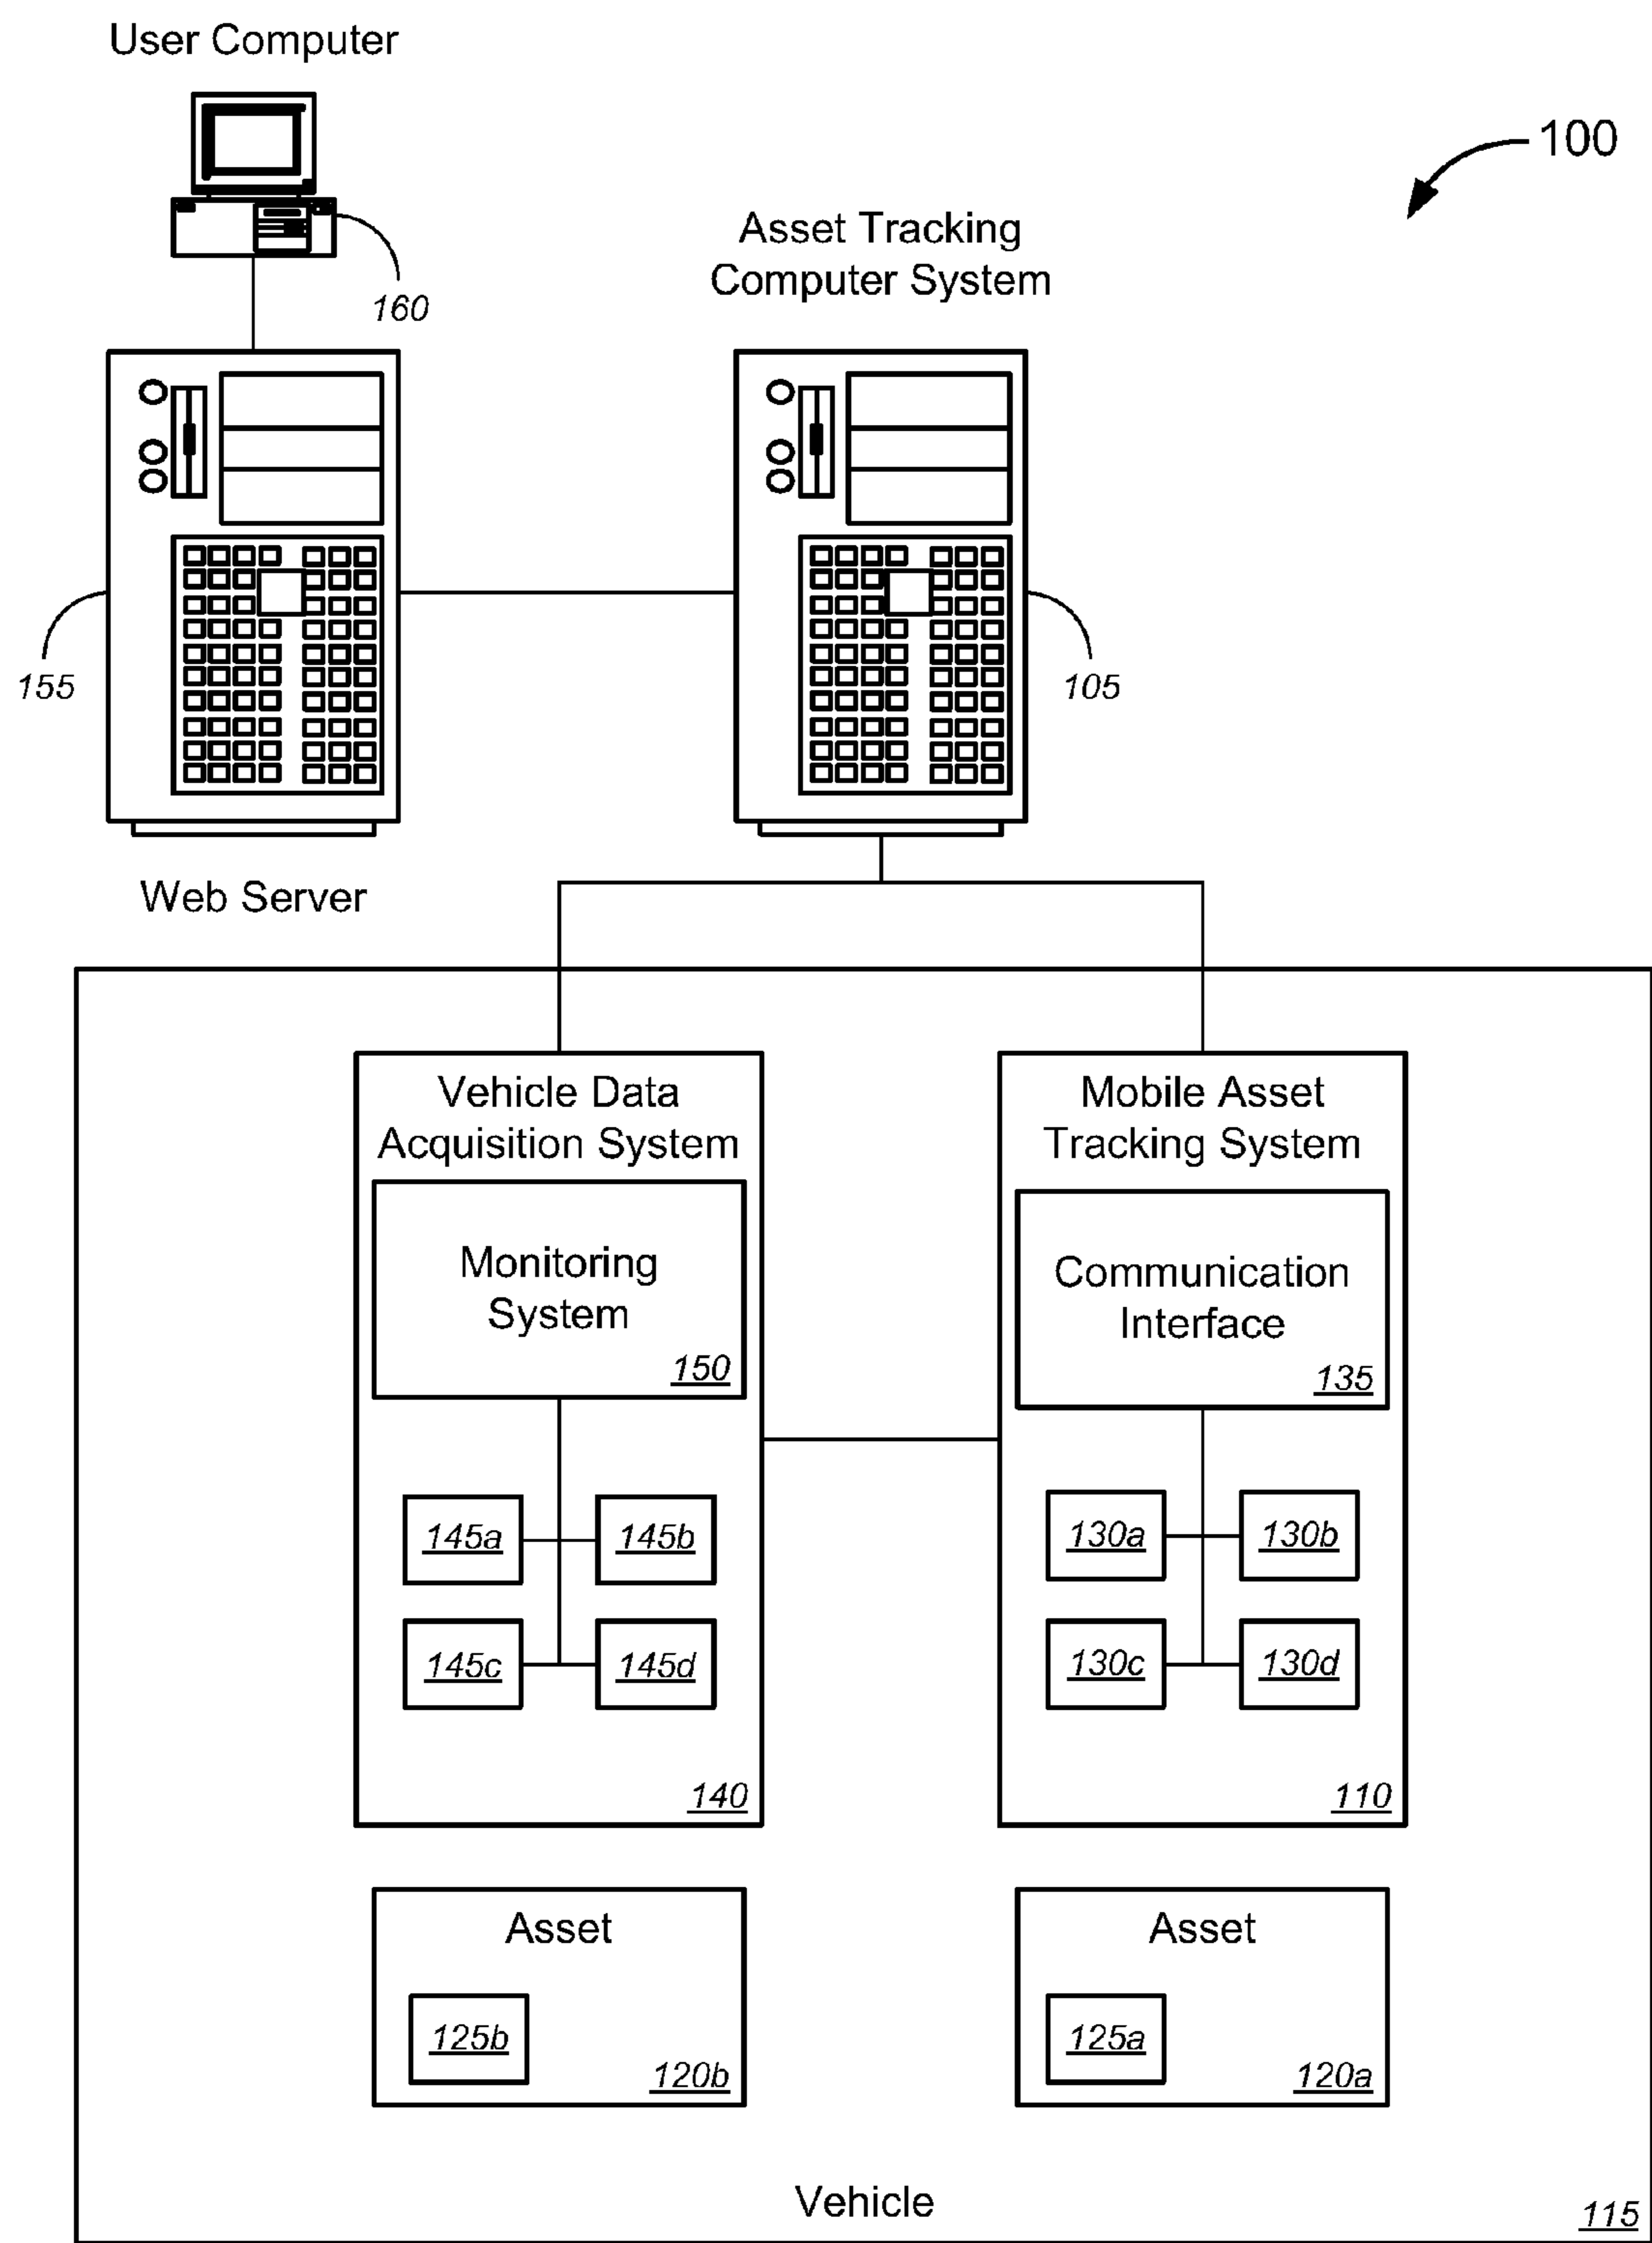 User Computer
100
160
Asset Tracking
Computer System
155
105
Web Server
Vehicle Data
Acquisition System
Monitoring
System
150
145a
145b
145c
145d
140
Mobile Asset
Tracking System
Communication
Interface
135
130a
130b
130c
130d
110
Asset
125b
120b
Asset
125a
120a
Vehicle
115